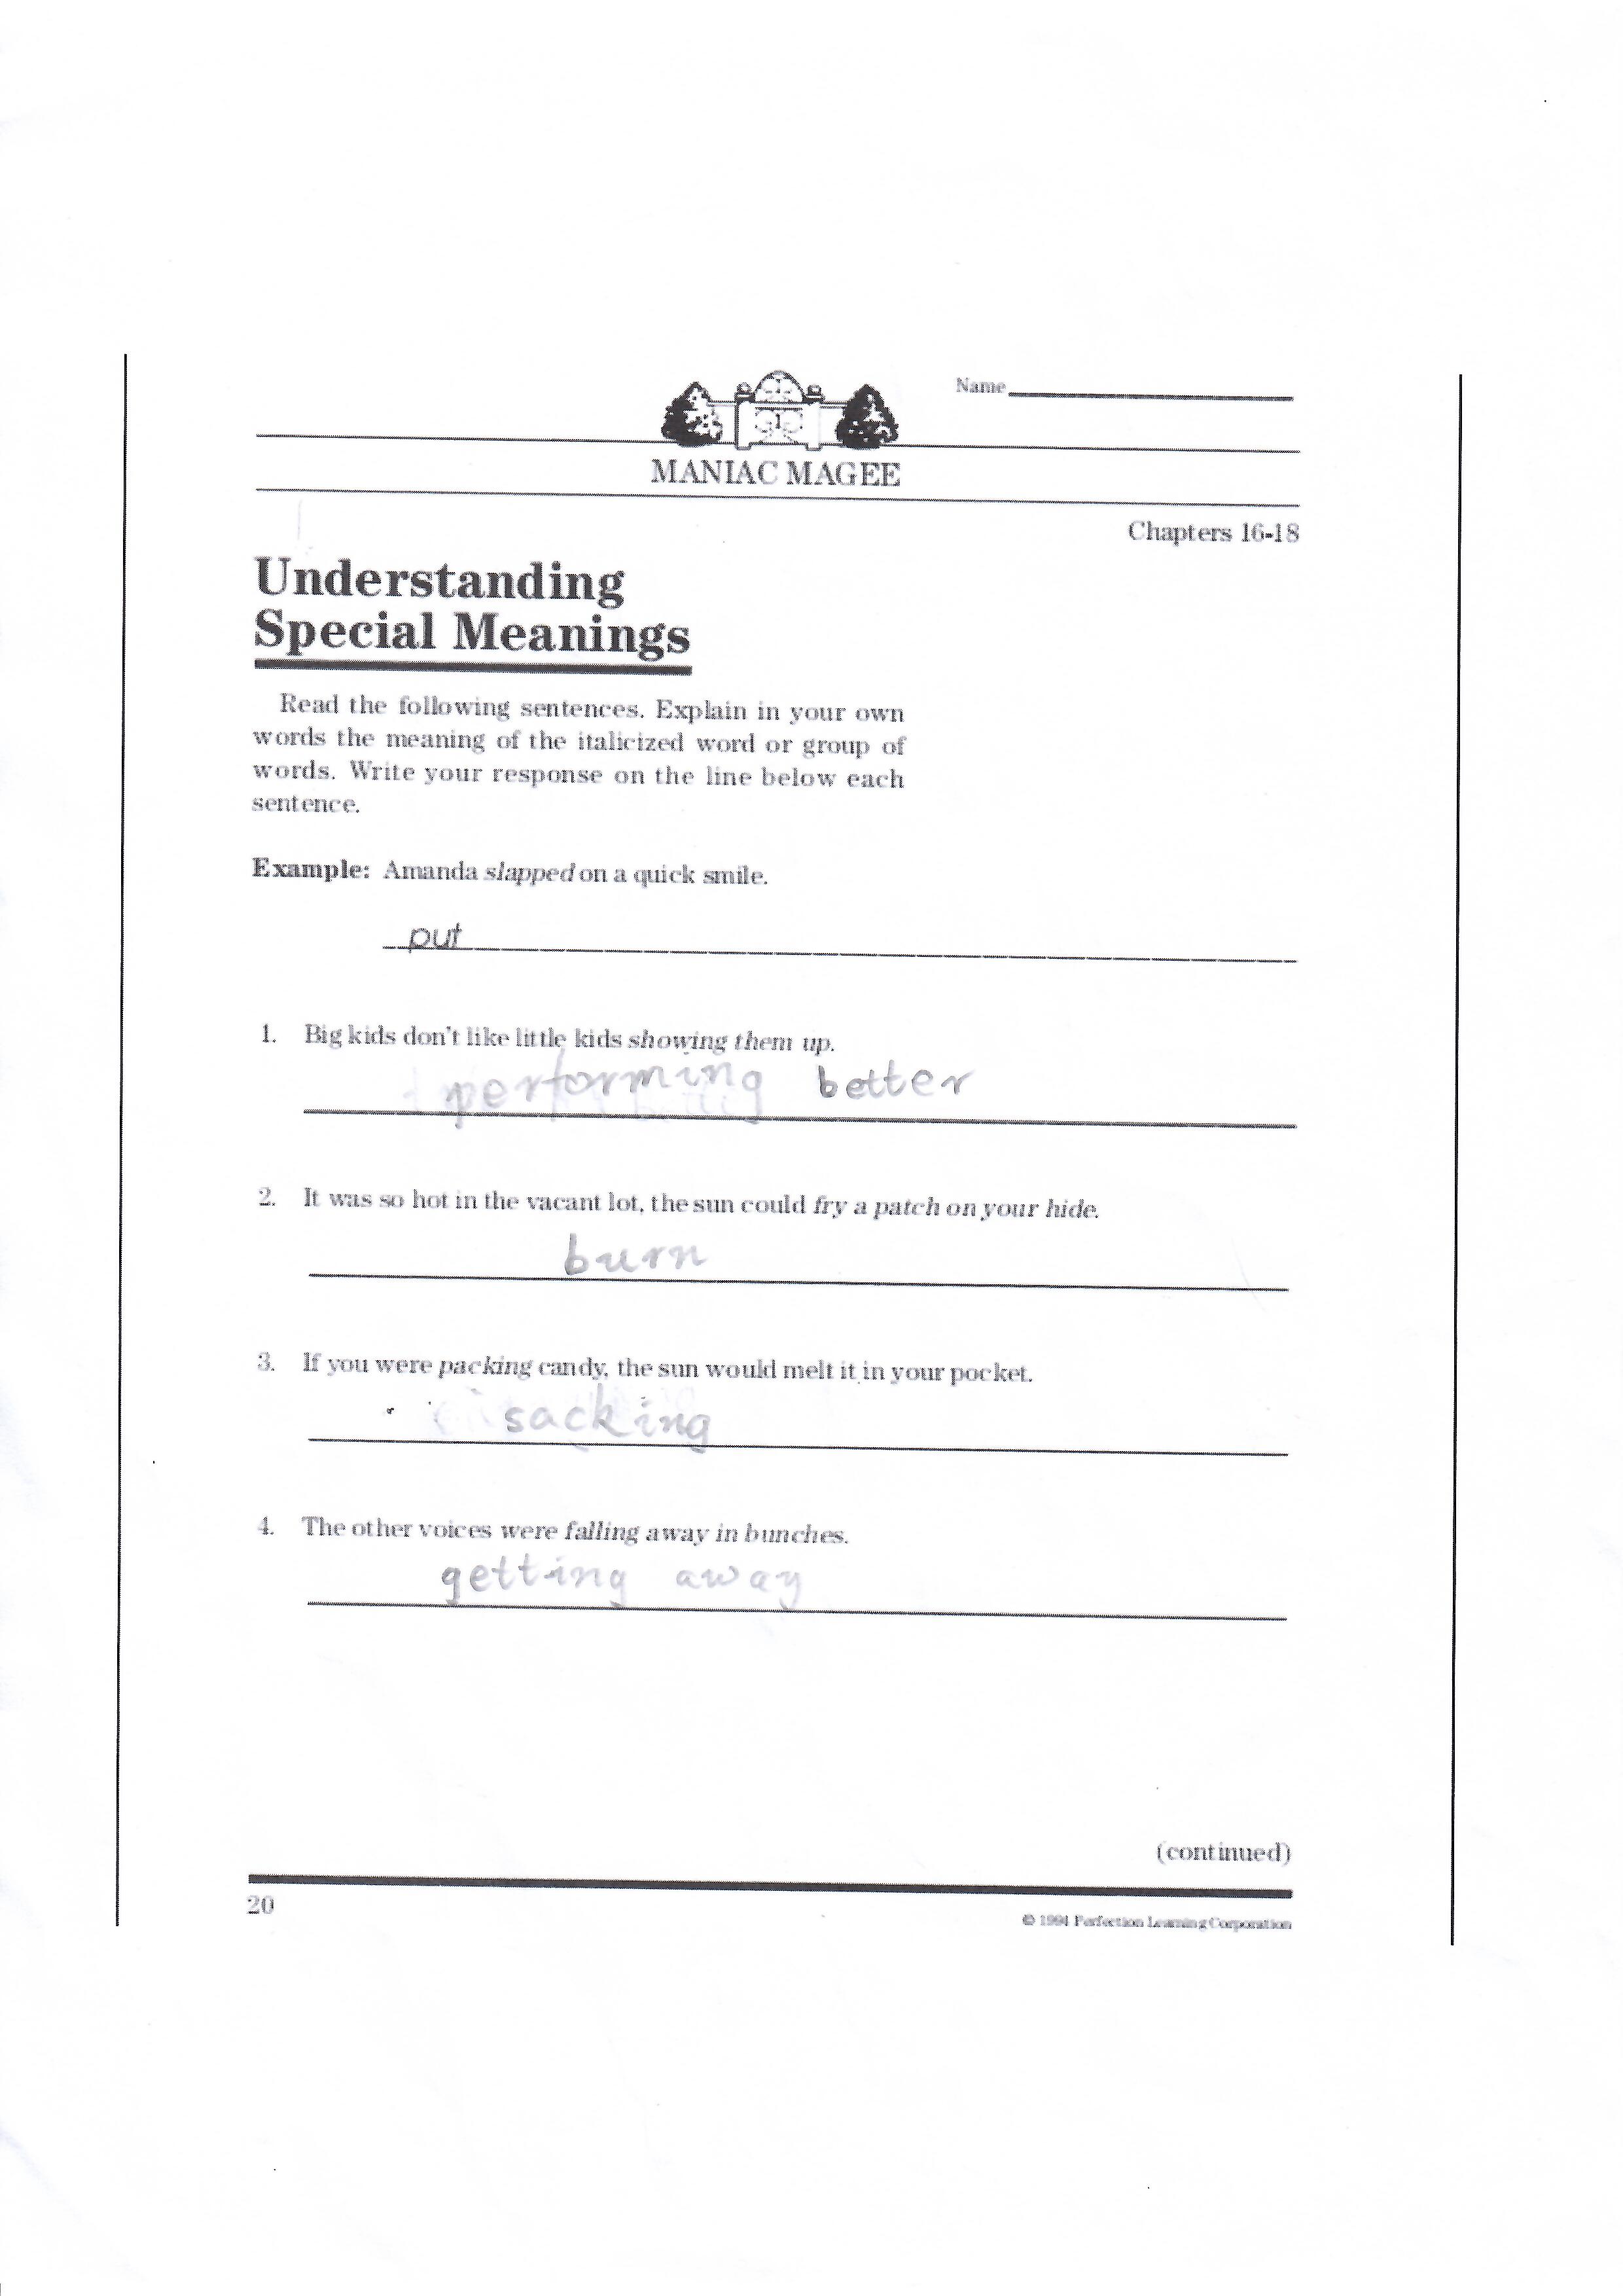 Name
MANIAC MAGEE
Chapters 16-18
Understanding
Special Meanings
Read the following sentences. Explain in your own
words the meaning of the italicized word or group of
words. Write your response on the line below each
sentence.
Example: Amanda slapped on a quick smile.
put
1. Big kids don't like little kids showing them up.
performing better
2. It was so hot in the vacant lot, the sun could fry a patch on your hide.
burn
3. If you were packing candy, the sun would melt it in your pocket.
sacking
4. The other voices were falling away in bunches.
getting away
(continued)
20
© 1994 Perfection Learning Corporation